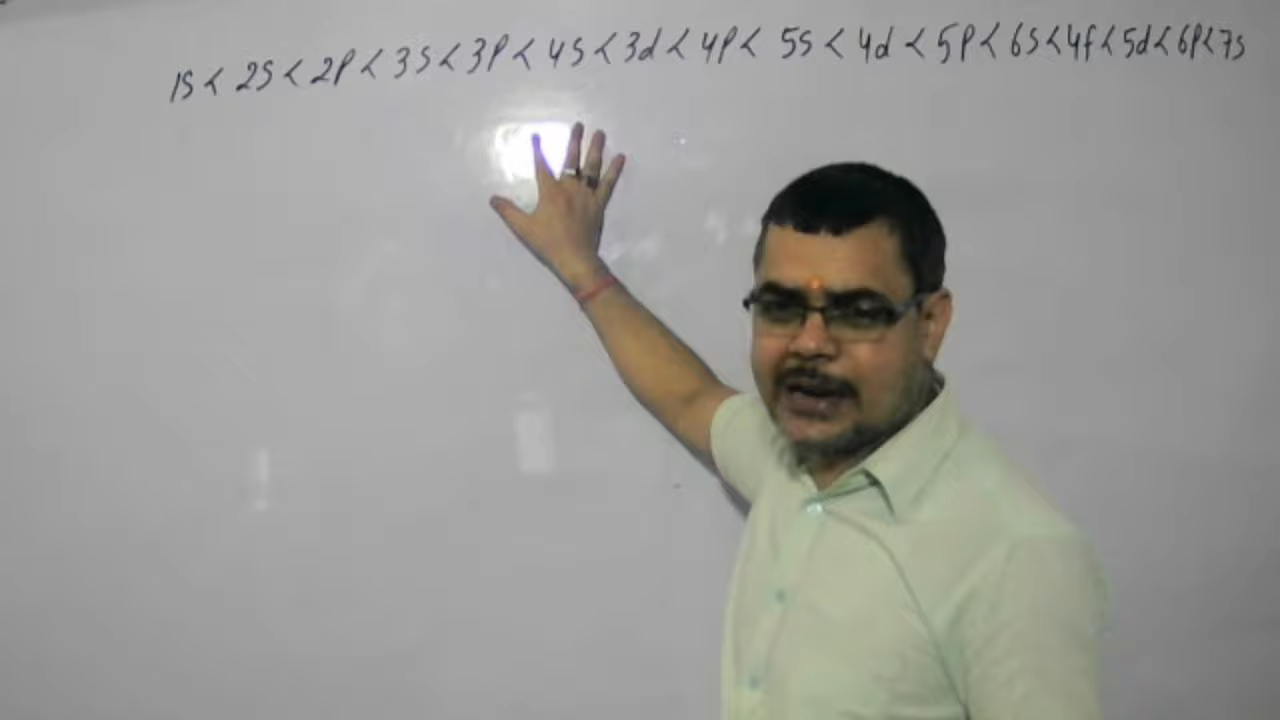 1s < 2s < 2p < 3s < 3p < 4s < 3d < 4p < 5s < 4d < 5p < 6s < 4f < 5d < 6p < 7s